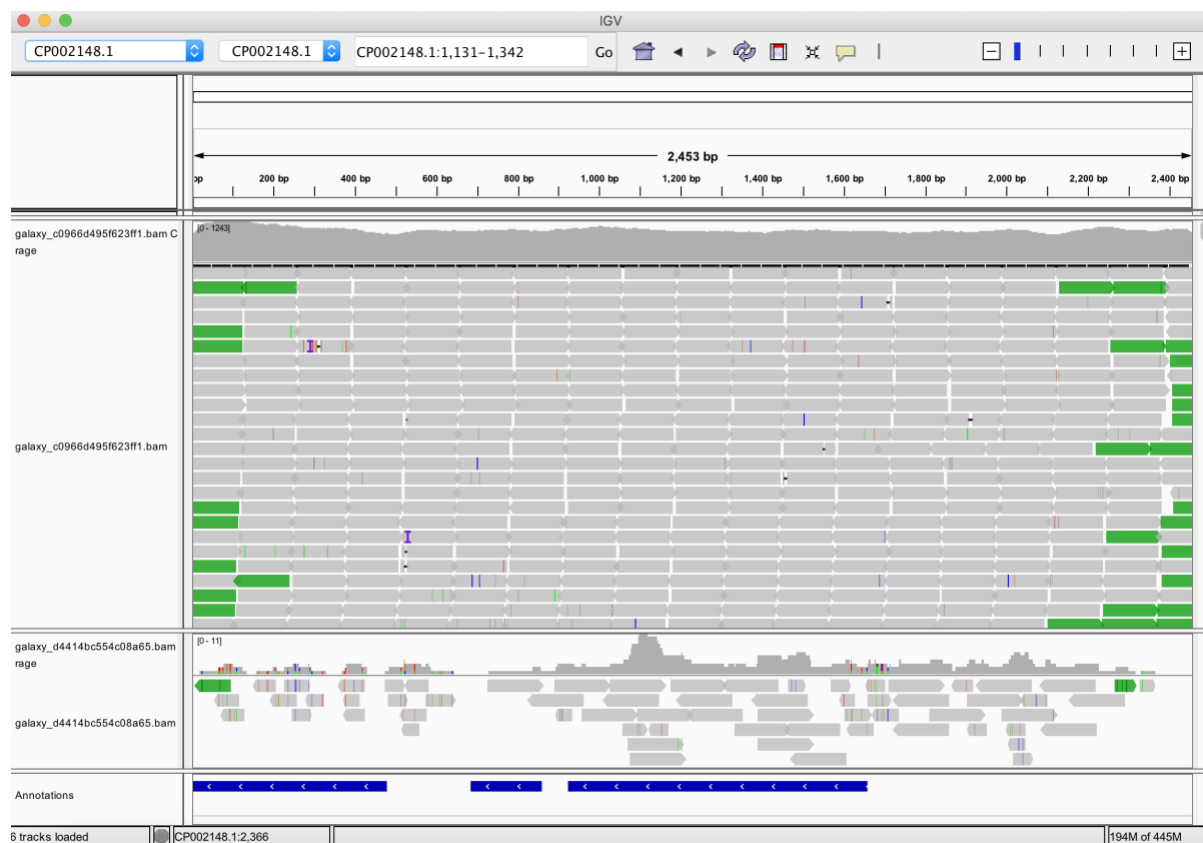 IGV
CP002148.1 CP002148.1 CP002148.1:1,131-1,342 Go
2,453 bp
bp 200 bp 400 bp 600 bp 800 bp 1,000 bp 1,200 bp 1,400 bp 1,600 bp 1,800 bp 2,000 bp 2,200 bp 2,400 bp
galaxy_c0966d495f623ff1.bam C
rage
[0 - 1243]
galaxy_c0966d495f623ff1.bam
galaxy_d4414bc554c08a65.bam
rage
[0 - 11]
galaxy_d4414bc554c08a65.bam
Annotations
6 tracks loaded CP002148.1:2,366 194M of 445M